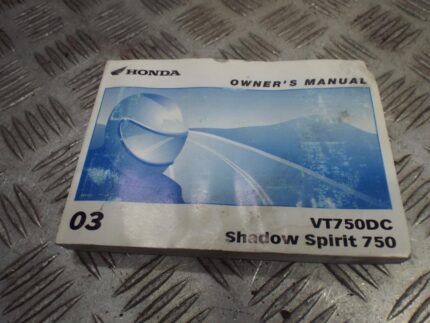 HONDA
OWNER'S MANUAL
03
VT750DC
Shadow Spirit 750